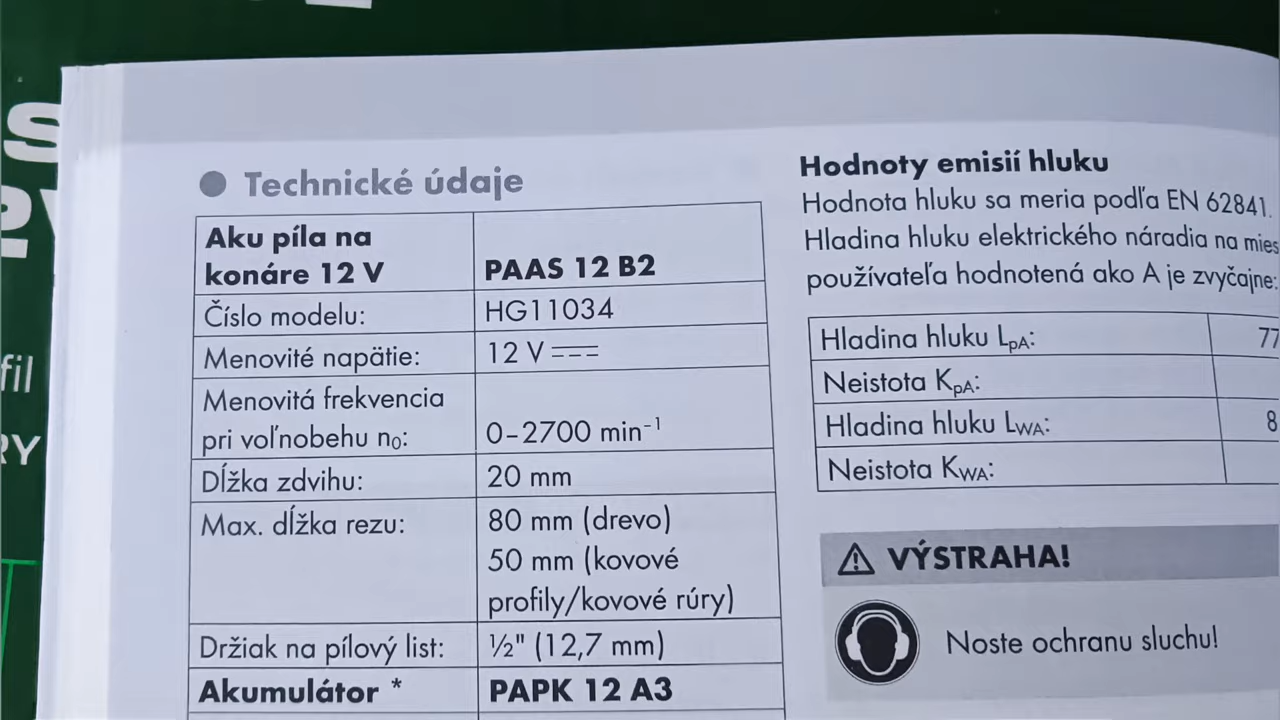 Technické údaje
Aku píla na
konáre 12 V
PAAS 12 B2
Číslo modelu:
HG11034
Menovité napätie:
12 V ⎓
Menovitá frekvencia
pri voľnobehu n₀:
0–2700 min⁻¹
Dĺžka zdvihu:
20 mm
Max. dĺžka rezu:
80 mm (drevo)
50 mm (kovové
profily/kovové rúry)
Držiak na pílový list:
½" (12,7 mm)
Akumulátor *
PAPK 12 A3
Hodnoty emisií hluku
Hodnota hluku sa meria podľa EN 62841.
Hladina hluku elektrického náradia na mies
používateľa hodnotená ako A je zvyčajne:
Hladina hluku LpA:
77
Neistota KpA:
Hladina hluku LWA:
8
Neistota KWA:
VÝSTRAHA!
Noste ochranu sluchu!